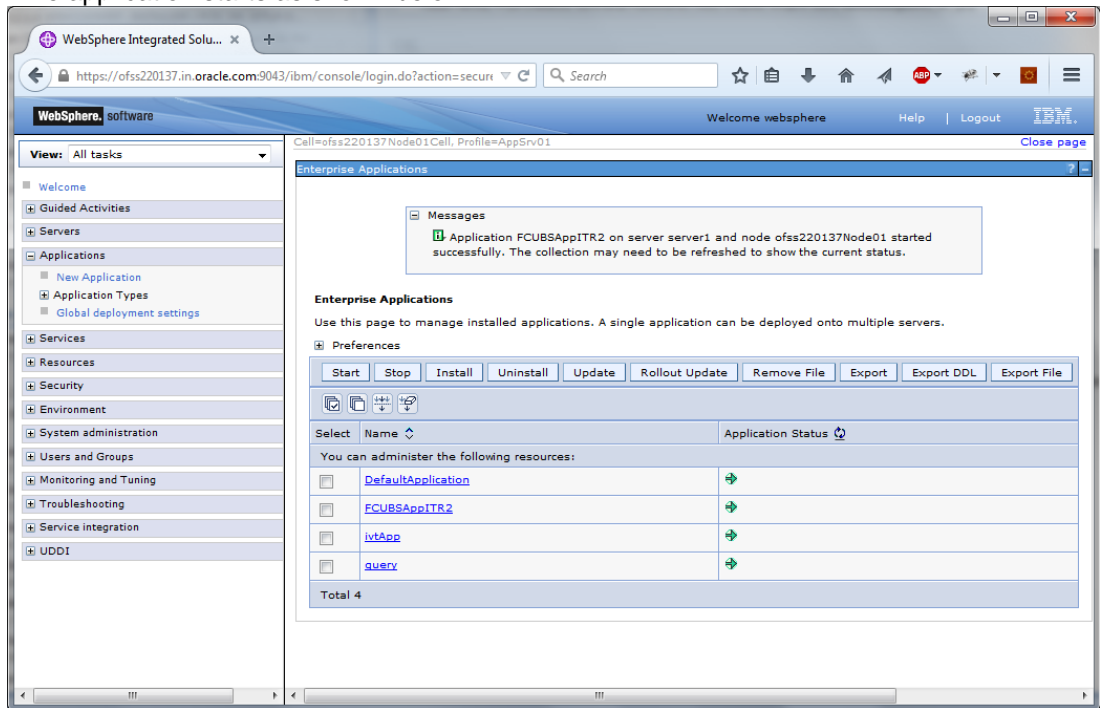 WebSphere Integrated Solu... × +
https://ofss220137.in.oracle.com:9043/ibm/console/login.do?action=secure
Search
ABP
WebSphere. software
Welcome websphere
Help | Logout
IBM.
View: All tasks
Welcome
Guided Activities
Servers
Applications
New Application
Application Types
Global deployment settings
Services
Resources
Security
Environment
System administration
Users and Groups
Monitoring and Tuning
Troubleshooting
Service integration
UDDI
Cell=ofss220137Node01Cell, Profile=AppSrv01
Close page
Enterprise Applications
? -
Messages
Application FCUBSAppITR2 on server server1 and node ofss220137Node01 started
successfully. The collection may need to be refreshed to show the current status.
Enterprise Applications
Use this page to manage installed applications. A single application can be deployed onto multiple servers.
Preferences
Start Stop Install Uninstall Update Rollout Update Remove File Export Export DDL Export File
Select Name Application Status
You can administer the following resources:
DefaultApplication
FCUBSAppITR2
ivtApp
query
Total 4